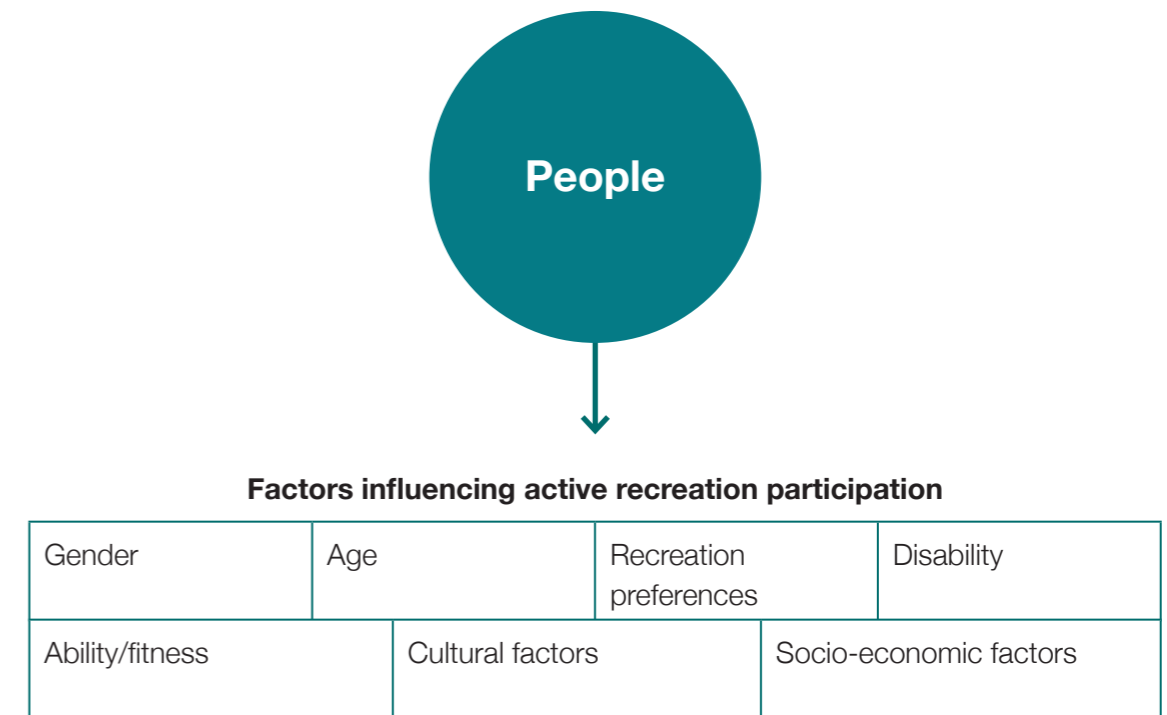 People
Factors influencing active recreation participation
Gender
Age
Recreation
preferences
Disability
Ability/fitness
Cultural factors
Socio-economic factors